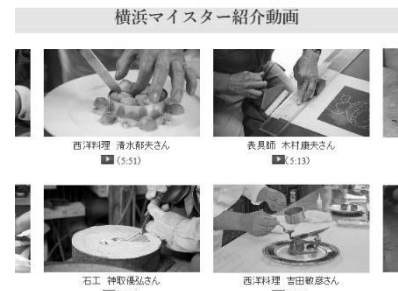 横浜マイスター紹介動画
西洋料理 清水郁夫さん
(5:51)
表具師 木村康夫さん
(5:13)
石工 神取優弘さん
西洋料理 吉田敏彦さん